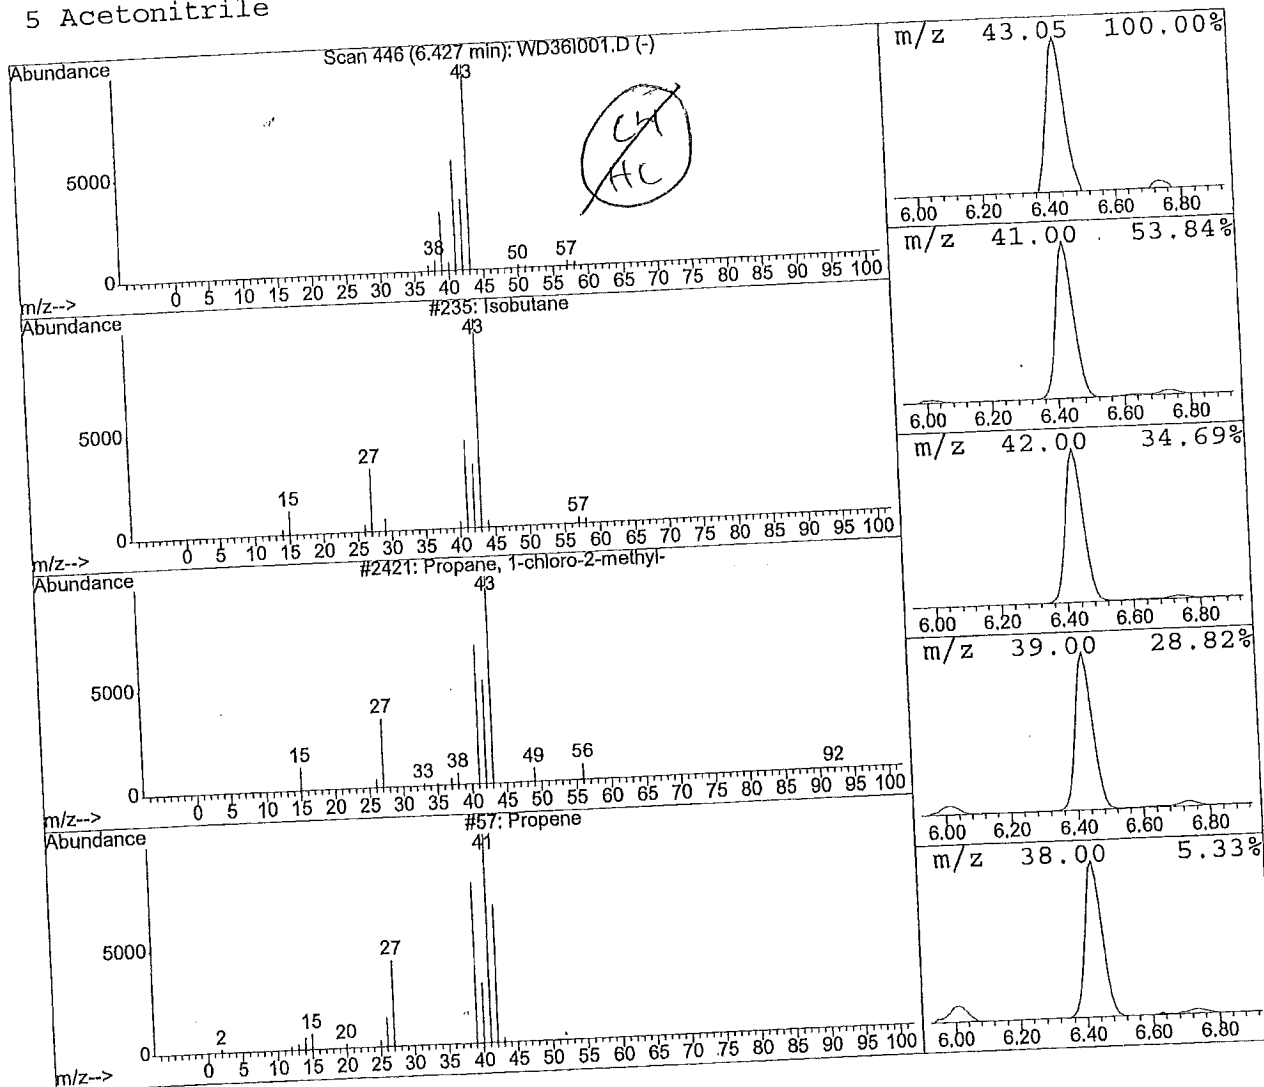 5 Acetonitrile
Abundance
Scan 446 (6.427 min): WD36I001.D (-)
43
CH
HC
5000
38
50
57
0
0 5 10 15 20 25 30 35 40 45 50 55 60 65 70 75 80 85 90 95 100
m/z-->
#235: Isobutane
Abundance
43
5000
27
15
57
0
0 5 10 15 20 25 30 35 40 45 50 55 60 65 70 75 80 85 90 95 100
m/z-->
#2421: Propane, 1-chloro-2-methyl-
Abundance
43
5000
27
15
33
38
49
56
92
0
0 5 10 15 20 25 30 35 40 45 50 55 60 65 70 75 80 85 90 95 100
m/z-->
#57: Propene
Abundance
41
5000
27
2
15
20
0
0 5 10 15 20 25 30 35 40 45 50 55 60 65 70 75 80 85 90 95 100
m/z-->
m/z 43.05 100.00%
6.00 6.20 6.40 6.60 6.80
m/z 41.00 53.84%
6.00 6.20 6.40 6.60 6.80
m/z 42.00 34.69%
6.00 6.20 6.40 6.60 6.80
m/z 39.00 28.82%
6.00 6.20 6.40 6.60 6.80
m/z 38.00 5.33%
6.00 6.20 6.40 6.60 6.80